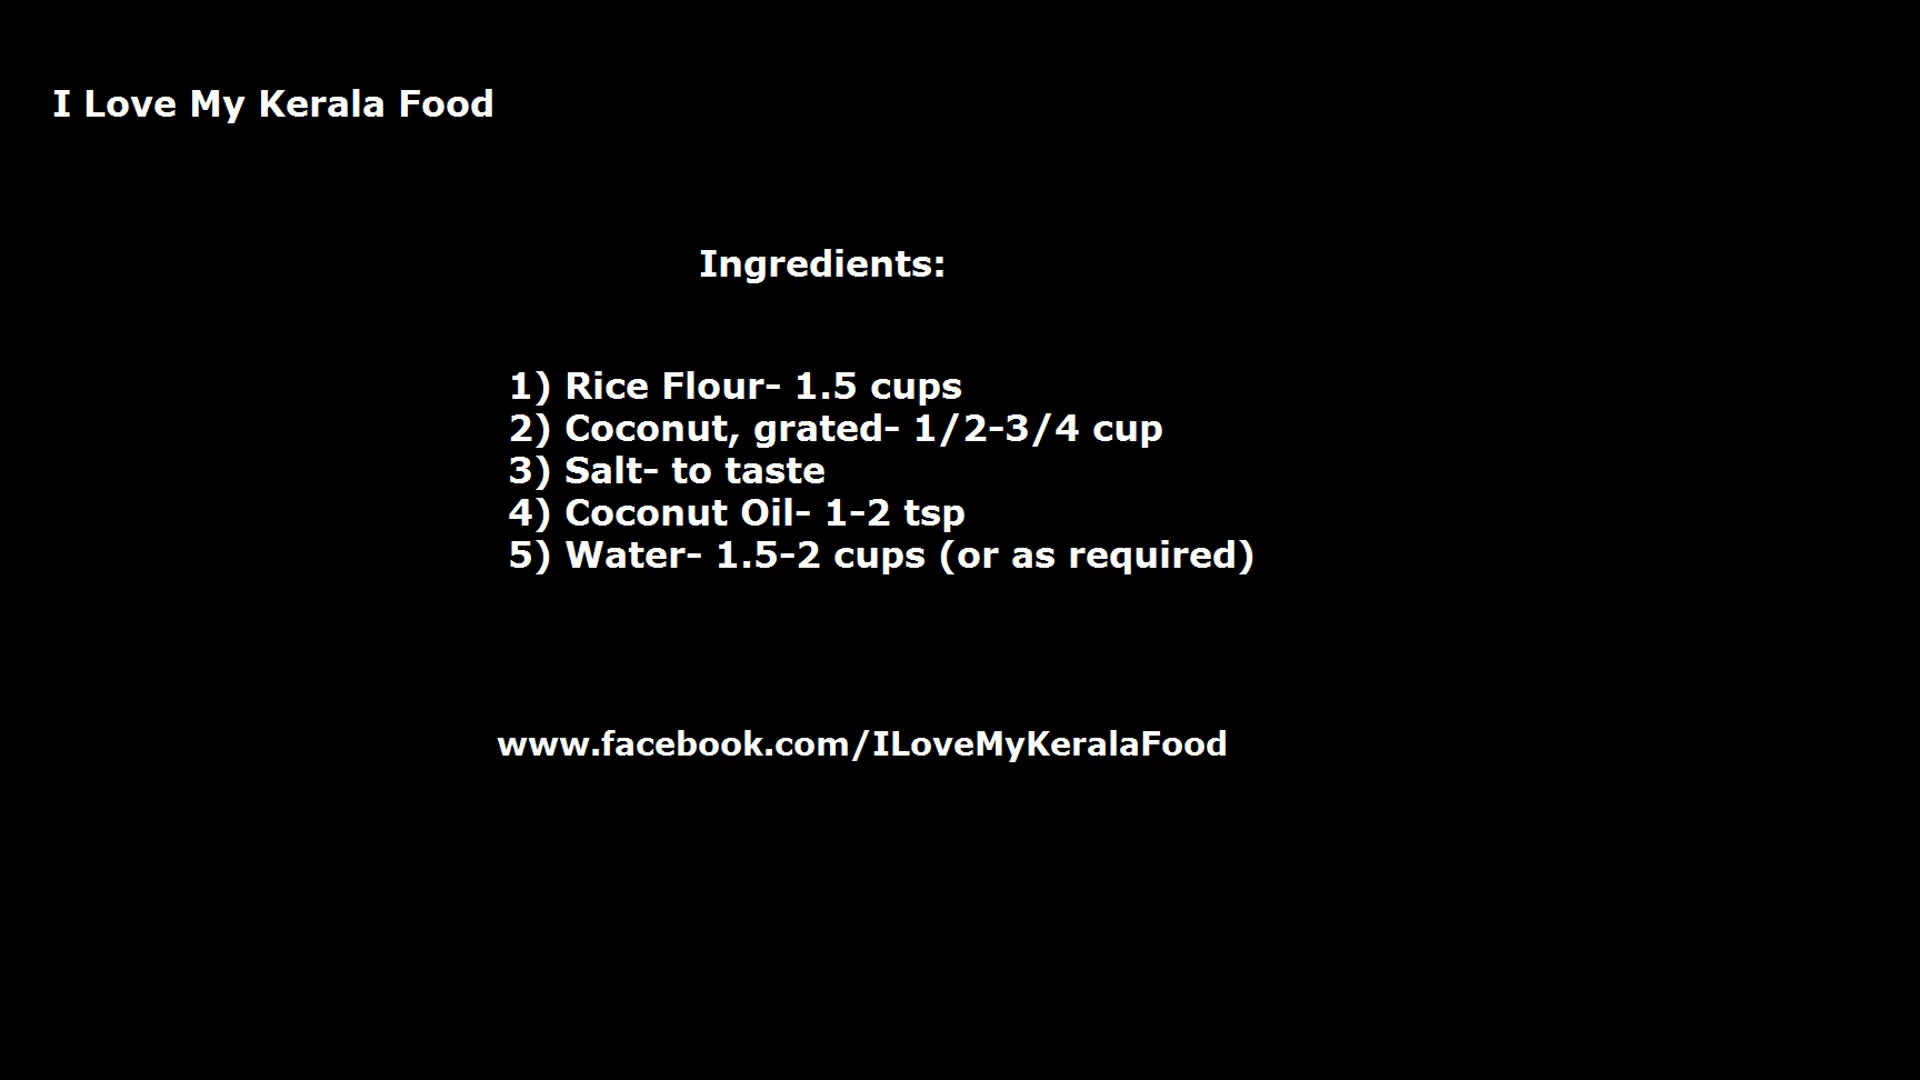 I Love My Kerala Food
Ingredients:
1) Rice Flour- 1.5 cups
2) Coconut, grated- 1/2-3/4 cup
3) Salt- to taste
4) Coconut Oil- 1-2 tsp
5) Water- 1.5-2 cups (or as required)
www.facebook.com/ILoveMyKeralaFood